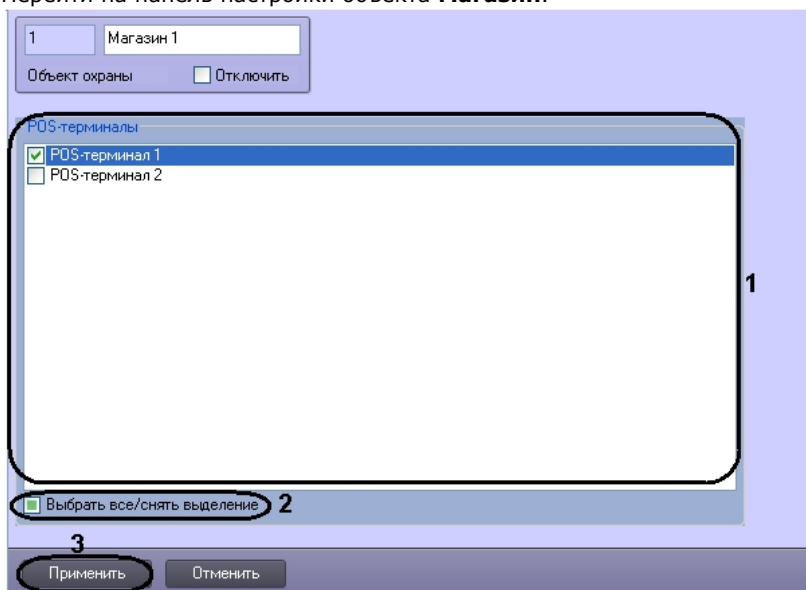 Перейти на панель настройки объекта Магазин.
1 Магазин 1
Объект охраны Отключить
POS-терминалы
POS-терминал 1
POS-терминал 2
1
Выбрать все/снять выделение 2
3
Применить Отменить